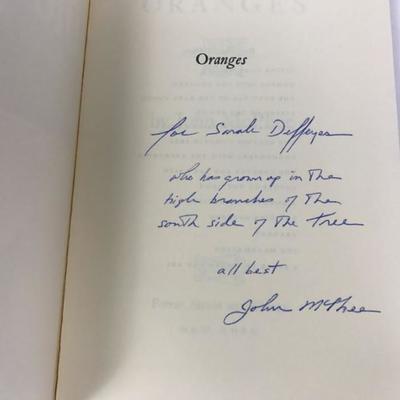 Oranges
for Sarah Deffeyes
who has grown up in the
high branches of the
south side of the tree
all best
John McPhee